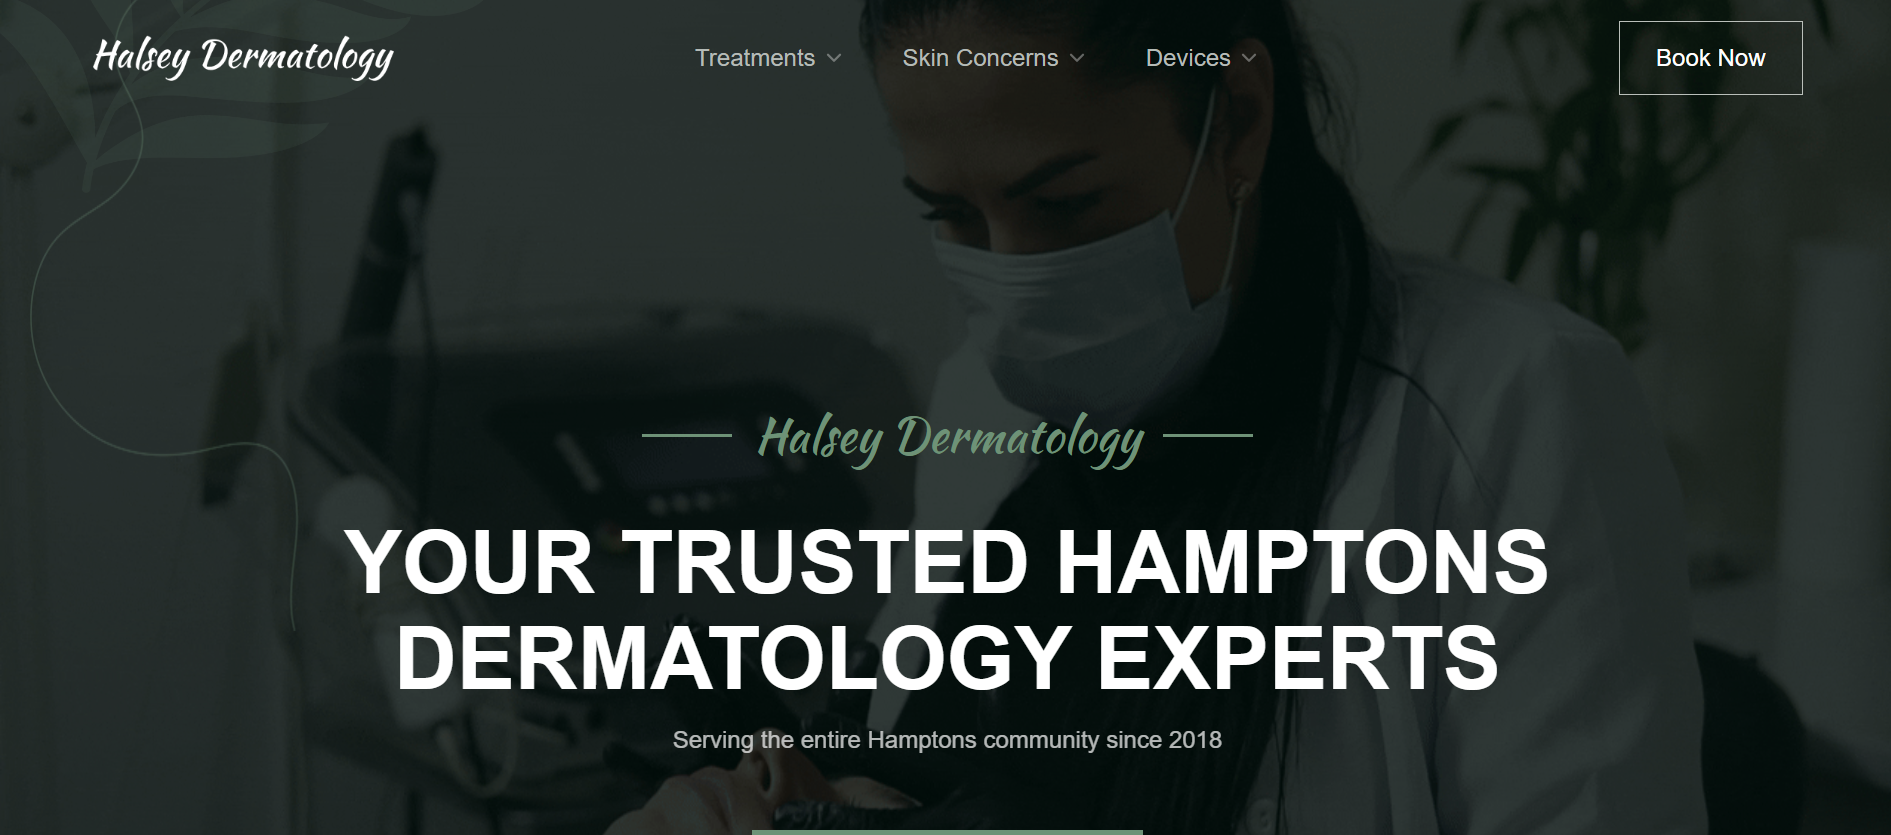 Halsey Dermatology
Treatments
Skin Concerns
Devices
Book Now
Halsey Dermatology
YOUR TRUSTED HAMPTONS
DERMATOLOGY EXPERTS
Serving the entire Hamptons community since 2018